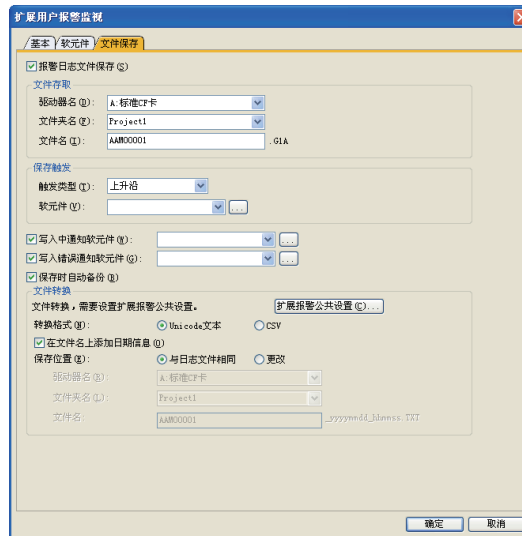 扩展用户报警监视
基本 软元件 文件保存
报警日志文件保存(S)
文件存取
驱动器名(D): A:标准CF卡
文件夹名(F): Project1
文件名(I): AAM00001 .G1A
保存触发
触发类型(T): 上升沿
软元件(V): ...
写入中通知软元件(W): ...
写入错误通知软元件(G): ...
保存时自动备份(B)
文件转换
文件转换，需要设置扩展报警公共设置。 扩展报警公共设置(C)...
转换格式(M): Unicode文本 CSV
在文件名上添加日期信息(O)
保存位置(E): 与日志文件相同 更改
驱动器名(R): A:标准CF卡
文件夹名(L): Project1
文件名: AAM00001 _yyyymmdd_hhmmss.TXT
确定 取消